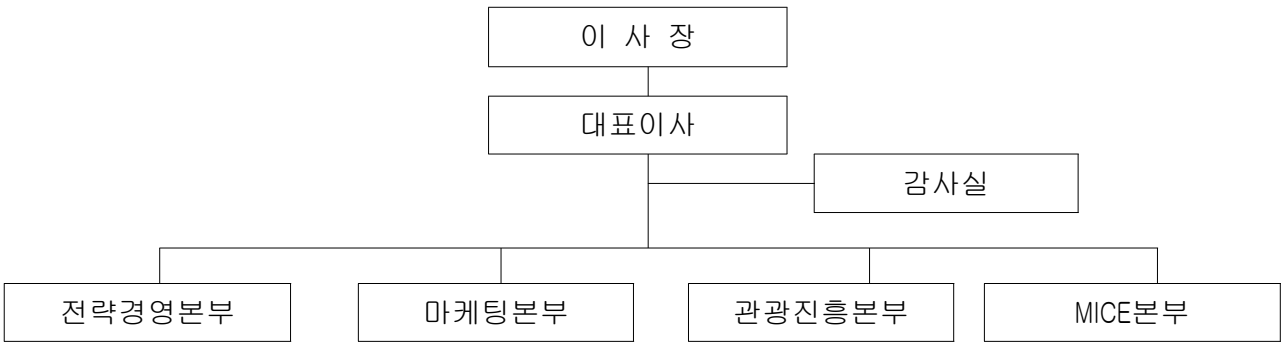 이 사 장
대표이사
감사실
전략경영본부
마케팅본부
관광진흥본부
MICE본부